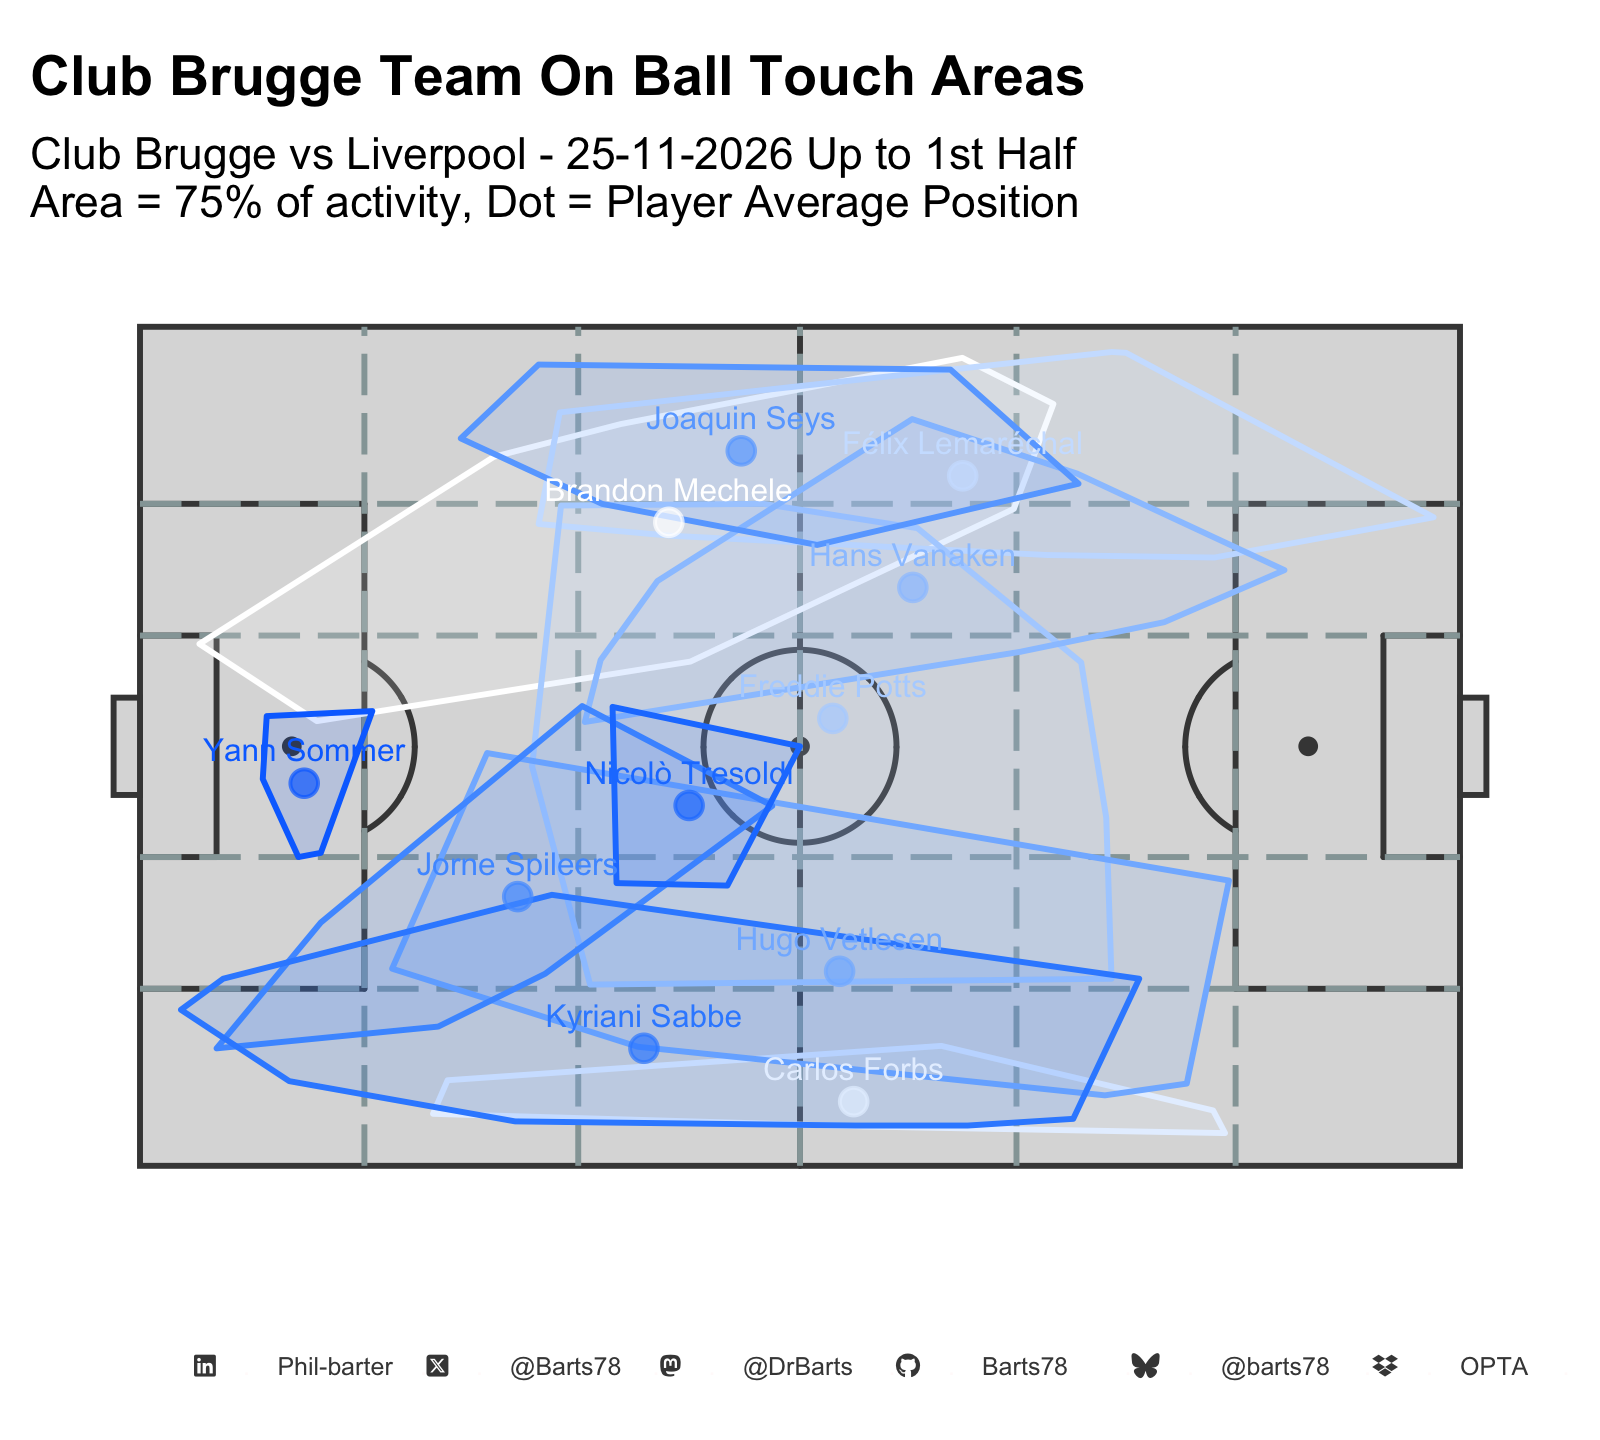 Club Brugge Team On Ball Touch Areas
Club Brugge vs Liverpool - 25-11-2026 Up to 1st Half
Area = 75% of activity, Dot = Player Average Position
Joaquin Seys
Félix Lemaréchal
Brandon Mechele
Hans Vanaken
Freddie Potts
Yann Sommer
Nicolò Tresoldi
Jorne Spileers
Hugo Vetlesen
Kyriani Sabbe
Carlos Forbs
Phil-barter @Barts78 @DrBarts Barts78 @barts78 OPTA